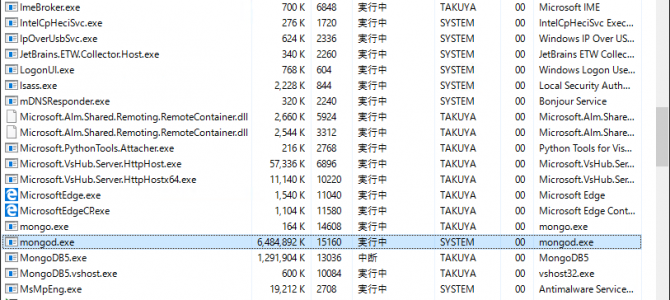 ImeBroker.exe 700 K 6848 実行中 TAKUYA 00 Microsoft IME
IntelCpHeciSvc.exe 276 K 1720 実行中 SYSTEM 00 IntelCpHeciSvc Exec...
IpOverUsbSvc.exe 624 K 2336 実行中 SYSTEM 00 Windows IP Over US...
JetBrains.ETW.Collector.Host.exe 340 K 2260 実行中 SYSTEM 00 JetBrains.ETW.Collec...
LogonUI.exe 768 K 604 実行中 SYSTEM 00 Windows Logon Use...
lsass.exe 2,228 K 844 実行中 SYSTEM 00 Local Security Auth...
mDNSResponder.exe 320 K 2240 実行中 SYSTEM 00 Bonjour Service
Microsoft.Alm.Shared.Remoting.RemoteContainer.dll 2,660 K 5924 実行中 TAKUYA 00 Microsoft.Alm.Share...
Microsoft.Alm.Shared.Remoting.RemoteContainer.dll 2,544 K 3312 実行中 TAKUYA 00 Microsoft.Alm.Share...
Microsoft.PythonTools.Attacher.exe 216 K 2768 実行中 TAKUYA 00 Python Tools for Vis...
Microsoft.VsHub.Server.HttpHost.exe 57,336 K 6896 実行中 TAKUYA 00 Microsoft.VsHub.Ser...
Microsoft.VsHub.Server.HttpHostx64.exe 11,140 K 10220 実行中 TAKUYA 00 Microsoft.VsHub.Ser...
MicrosoftEdge.exe 1,540 K 11040 実行中 TAKUYA 00 Microsoft Edge
MicrosoftEdgeCP.exe 1,104 K 11580 実行中 TAKUYA 00 Microsoft Edge Cont...
mongo.exe 164 K 14608 実行中 TAKUYA 00 mongo.exe
mongod.exe 6,484,892 K 15160 実行中 SYSTEM 00 mongod.exe
MongoDB5.exe 1,291,904 K 13036 中断 TAKUYA 00 MongoDB5
MongoDB5.vshost.exe 600 K 10084 実行中 TAKUYA 00 vshost32.exe
MsMpEng.exe 19,212 K 2708 実行中 SYSTEM 00 Antimalware Service...